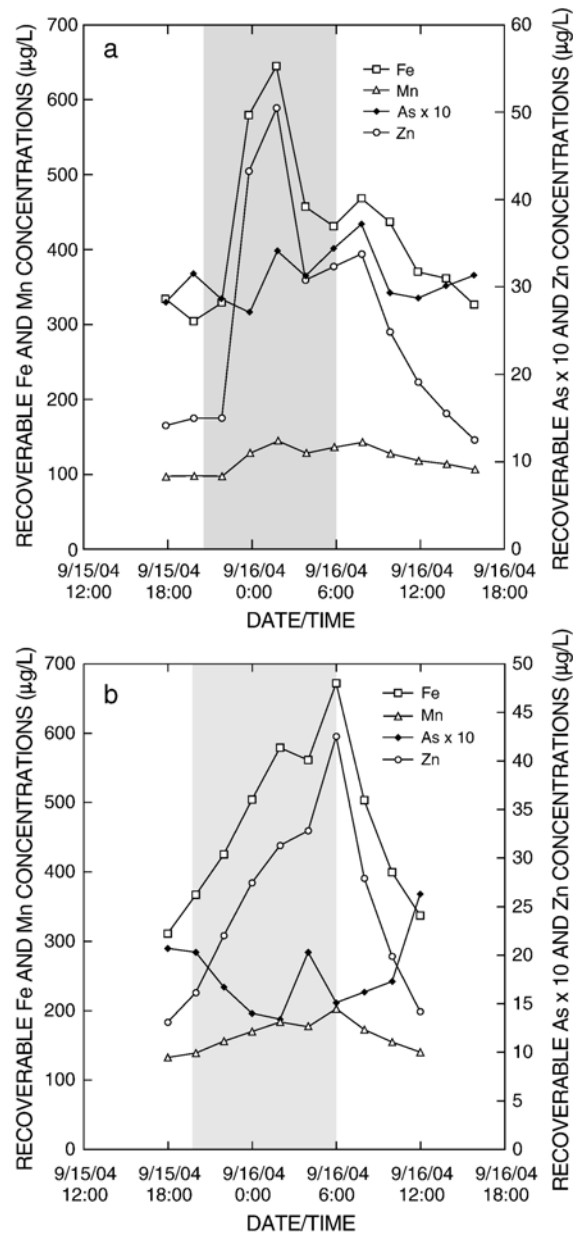 a
RECOVERABLE Fe AND Mn CONCENTRATIONS (µg/L)
700
600
500
400
300
200
100
0
Fe
Mn
As x 10
Zn
60
50
40
30
20
10
0
RECOVERABLE As x 10 AND Zn CONCENTRATIONS (µg/L)
9/15/04 9/15/04 9/16/04 9/16/04 9/16/04 9/16/04
12:00 18:00 0:00 6:00 12:00 18:00
DATE/TIME
b
RECOVERABLE Fe AND Mn CONCENTRATIONS (µg/L)
700
600
500
400
300
200
100
0
Fe
Mn
As x 10
Zn
50
45
40
35
30
25
20
15
10
5
0
RECOVERABLE As x 10 AND Zn CONCENTRATIONS (µg/L)
9/15/04 9/15/04 9/16/04 9/16/04 9/16/04 9/16/04
12:00 18:00 0:00 6:00 12:00 18:00
DATE/TIME